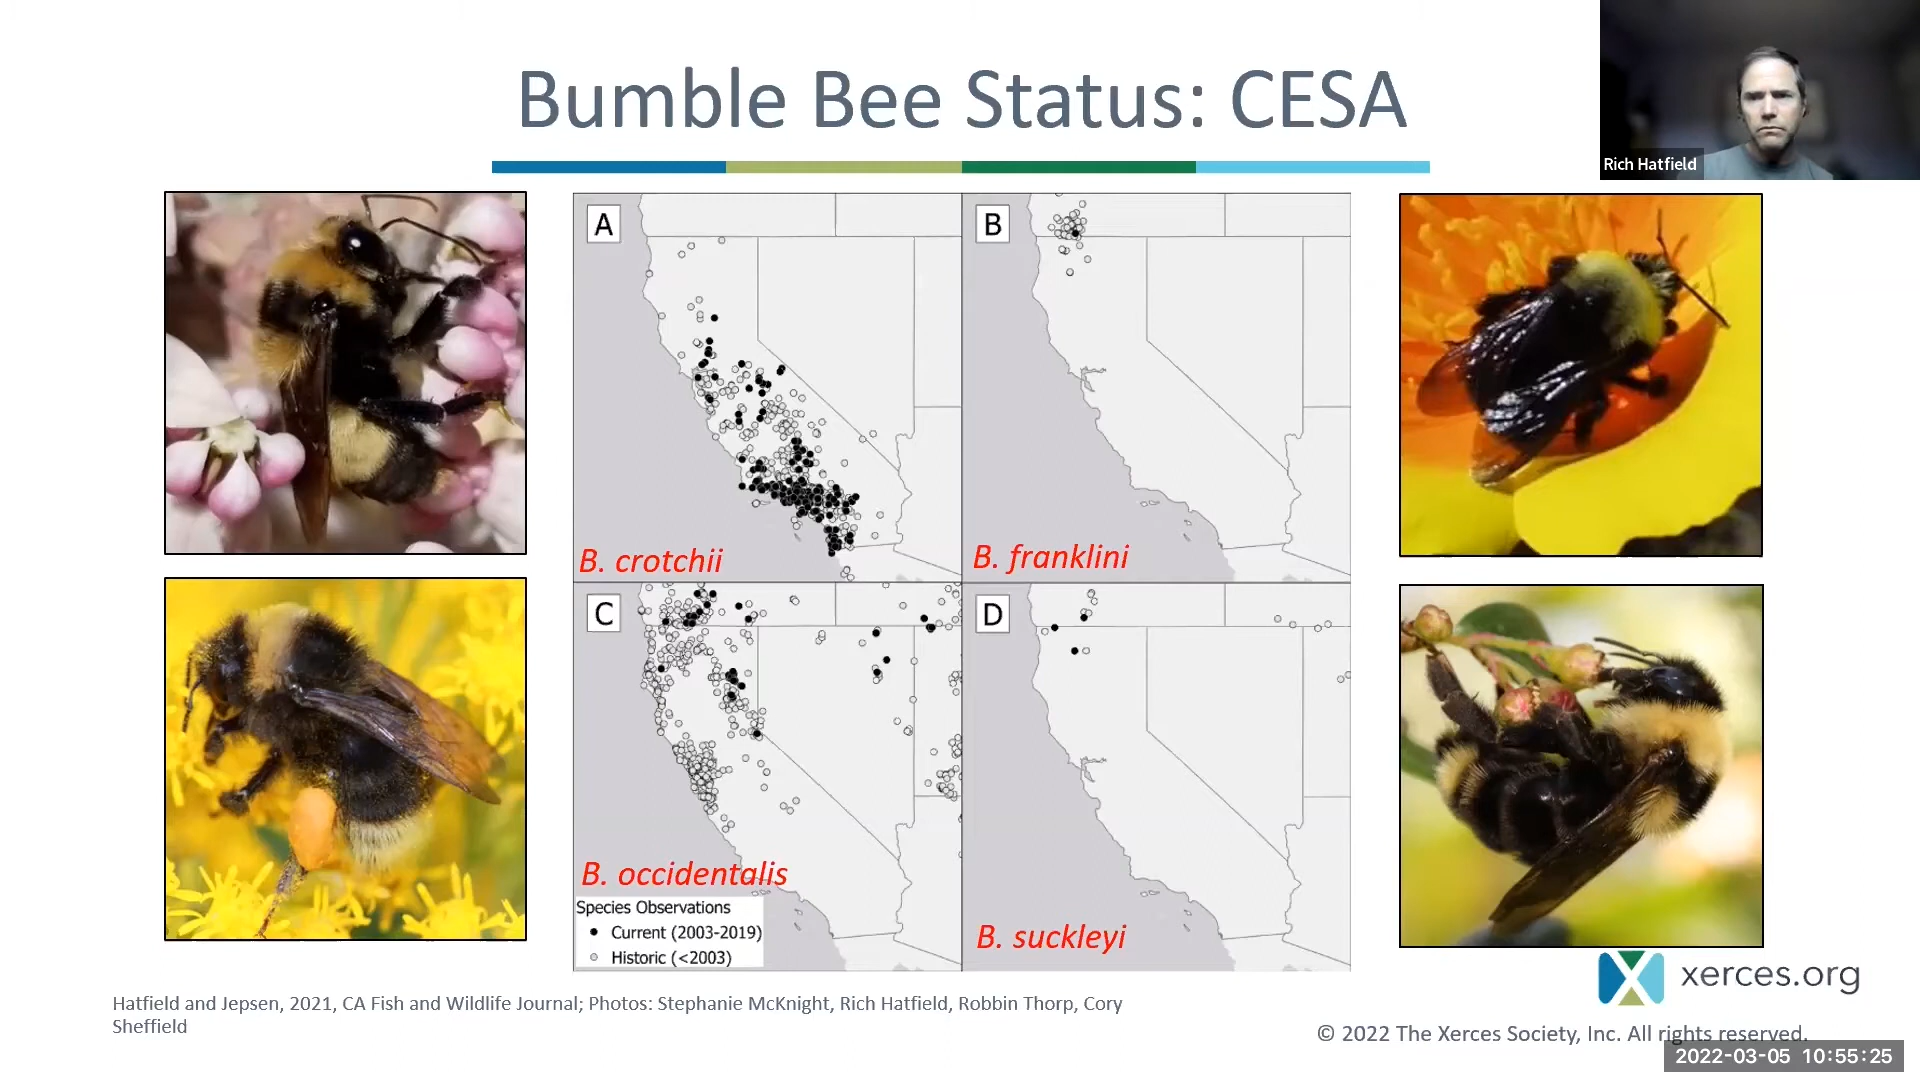 Bumble Bee Status: CESA
Rich Hatfield
A
B
B. crotchii
B. franklini
C
D
B. occidentalis
Species Observations
Current (2003-2019)
Historic (<2003)
B. suckleyi
xerces.org
Hatfield and Jepsen, 2021, CA Fish and Wildlife Journal; Photos: Stephanie McKnight, Rich Hatfield, Robbin Thorp, Cory
Sheffield
© 2022 The Xerces Society, Inc. All rights reserved.
2022-03-05 10:55:25